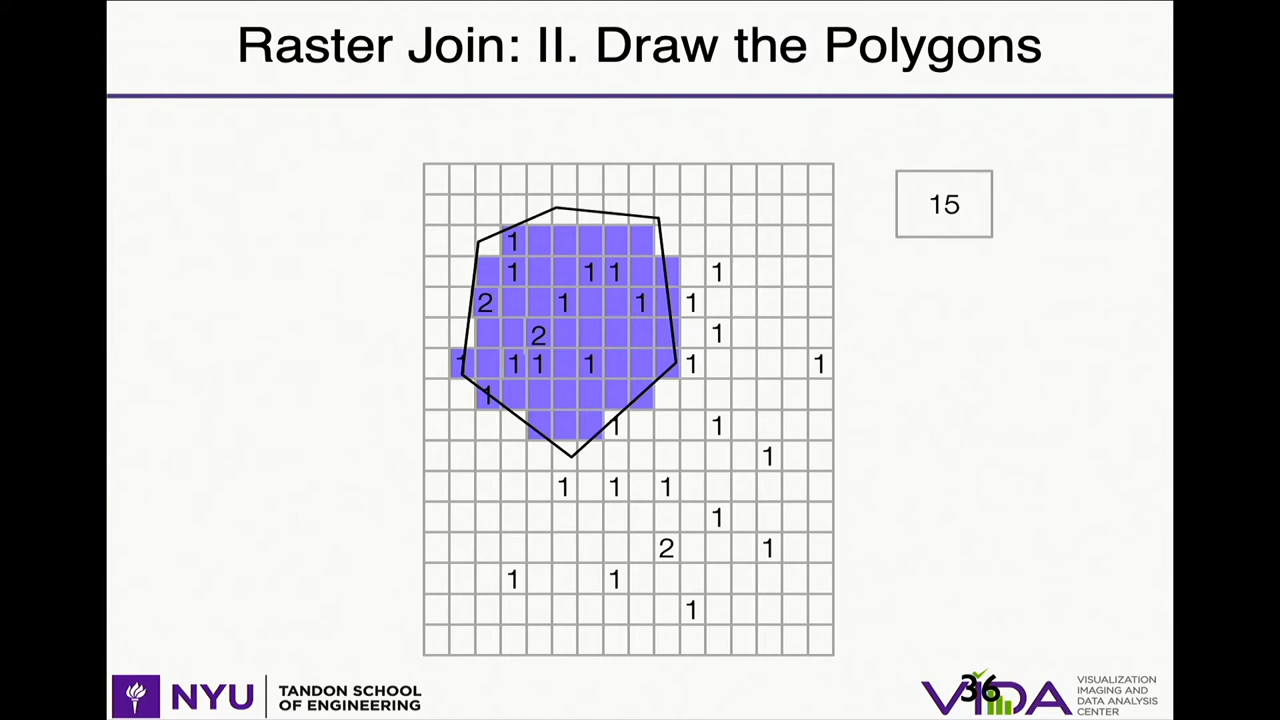 Raster Join: II. Draw the Polygons
15
1
1 1 1 1
2 1 1 1
2 1
1 1 1 1 1 1
1
1 1
1
1 1 1
1
2 1
1 1
1
NYU
TANDON SCHOOL
OF ENGINEERING
VIDA
36
VISUALIZATION
IMAGING AND
DATA ANALYSIS
CENTER